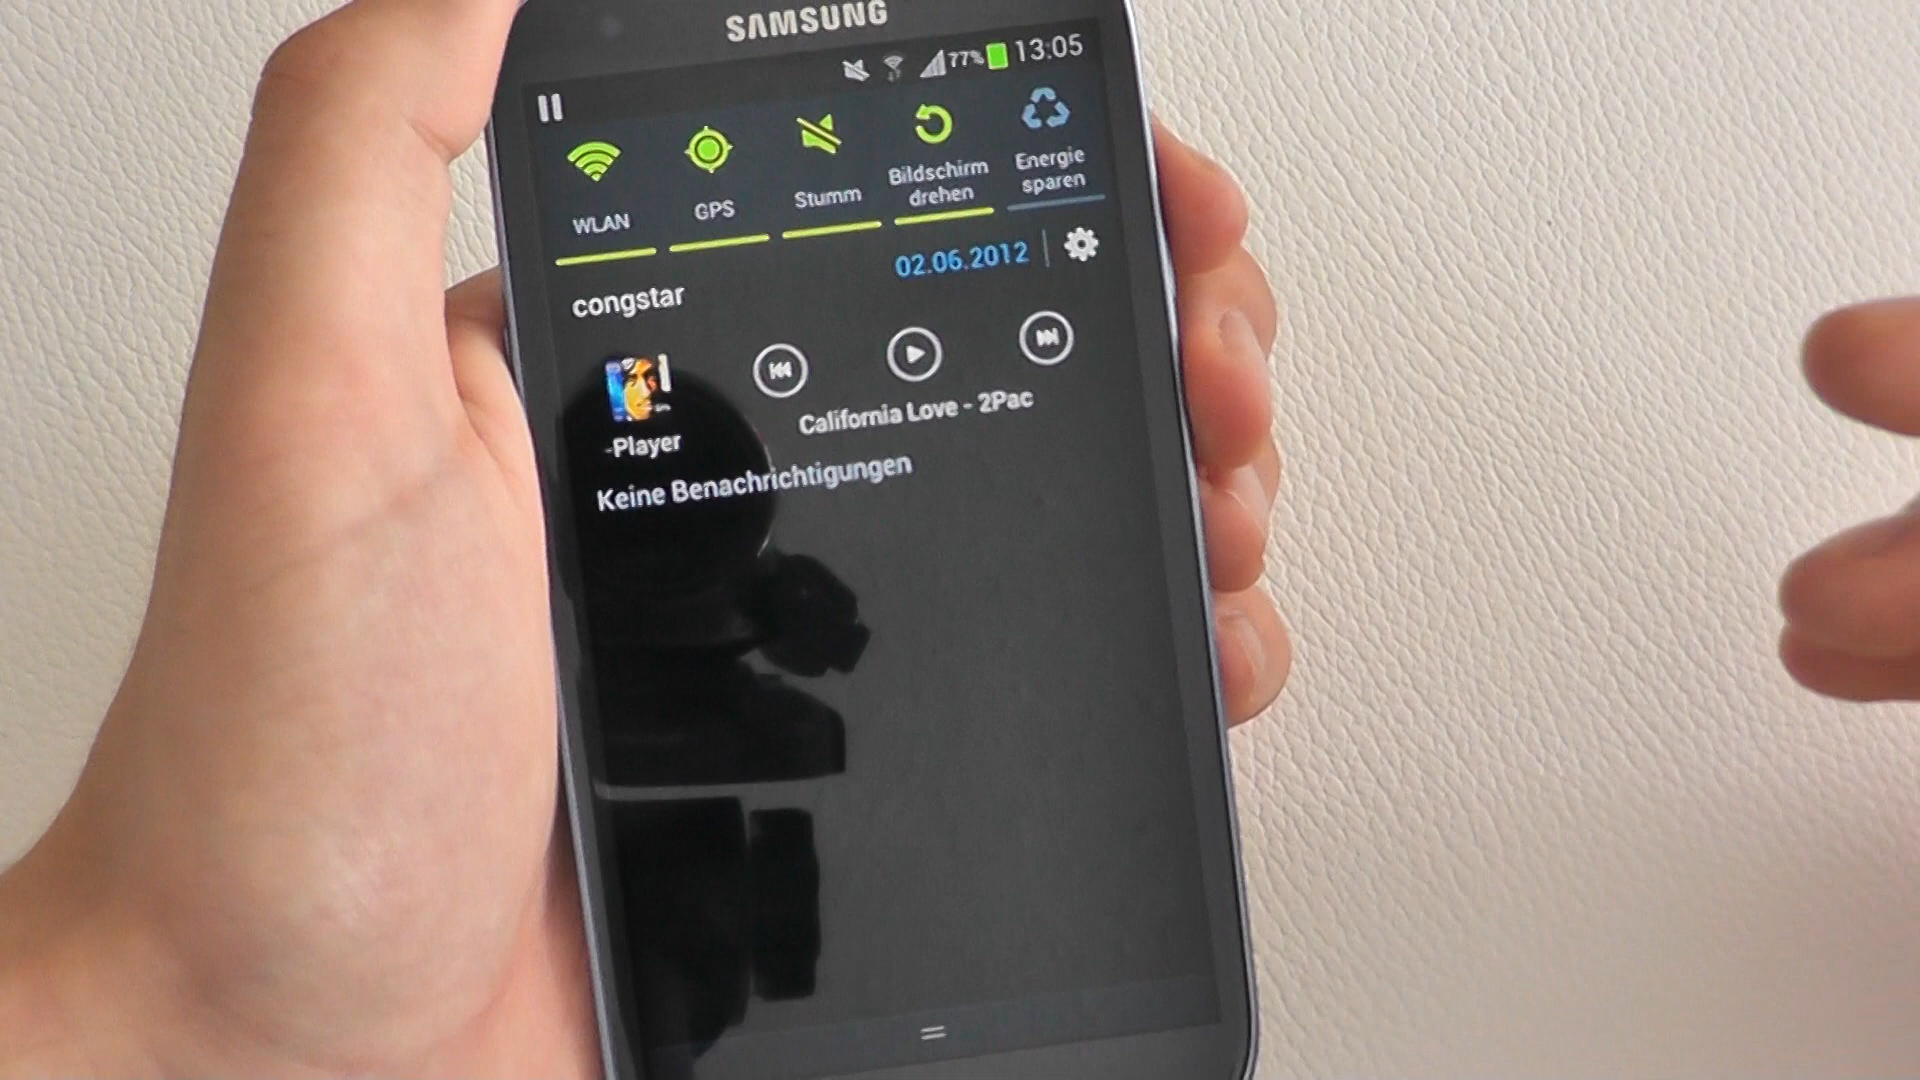 SAMSUNG
77% 13:05
WLAN
GPS
Stumm
Bildschirm
drehen
Energie
sparen
02.06.2012
congstar
-Player
California Love - 2Pac
Keine Benachrichtigungen